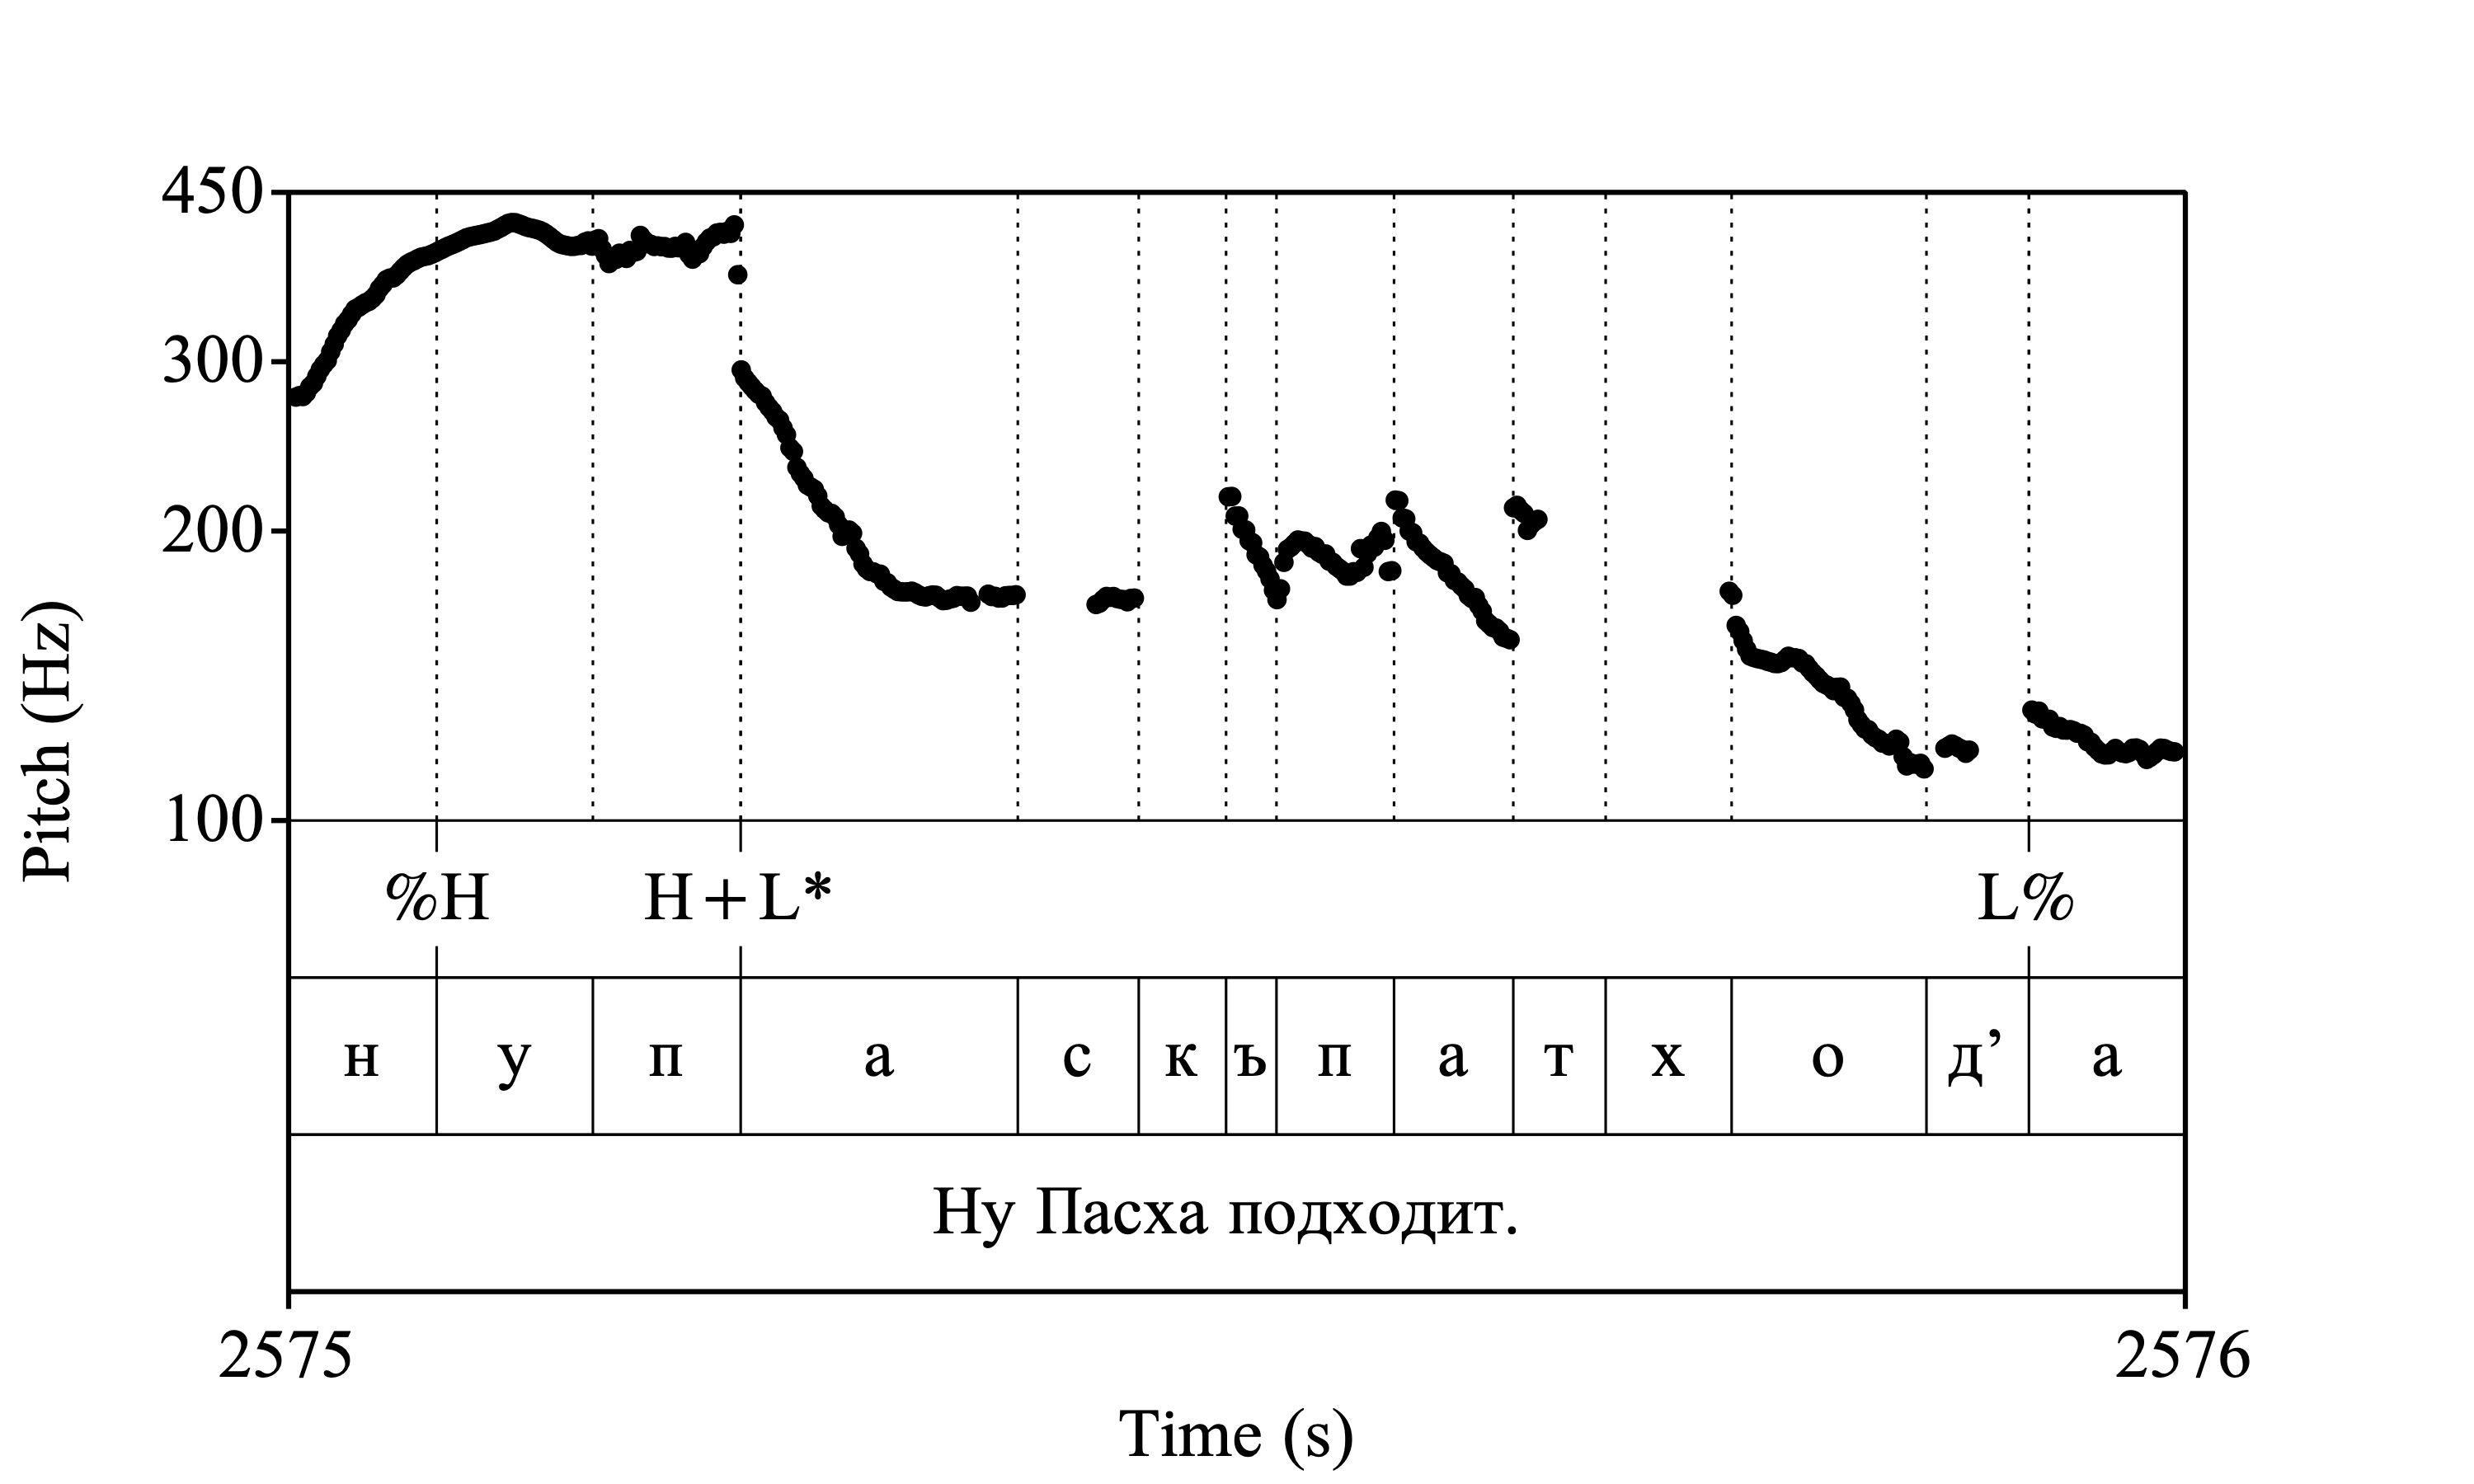 450
300
200
100
Pitch (Hz)
%H H+L* L%
н у п а с к ъ п а т х о д’ а
Ну Пасха подходит.
2575 2576
Time (s)